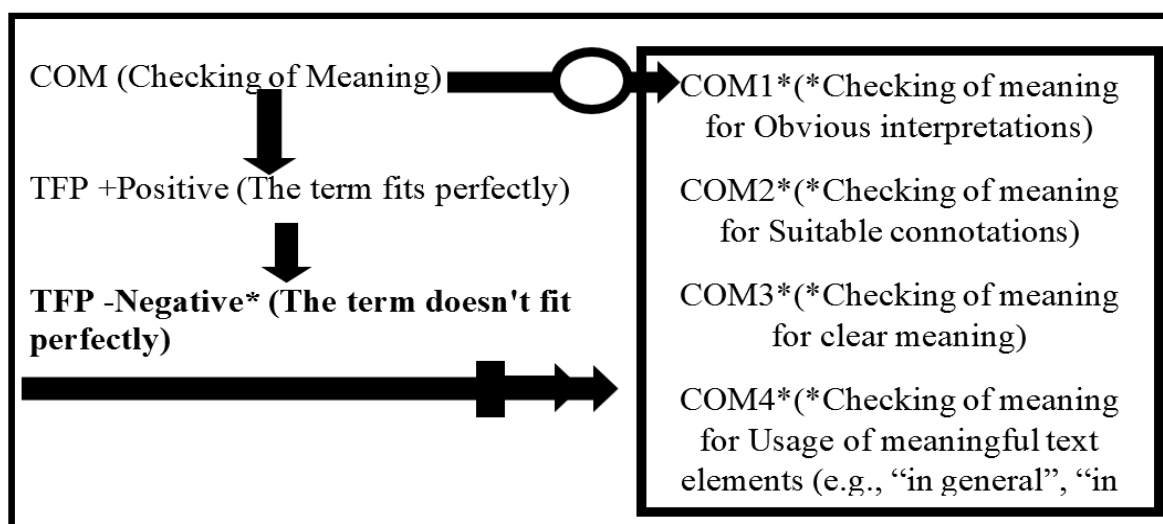 COM (Checking of Meaning)
TFP +Positive (The term fits perfectly)
TFP -Negative* (The term doesn't fit
perfectly)
COM1*(*Checking of meaning
for Obvious interpretations)
COM2*(*Checking of meaning
for Suitable connotations)
COM3*(*Checking of meaning
for clear meaning)
COM4*(*Checking of meaning
for Usage of meaningful text
elements (e.g., “in general”, “in